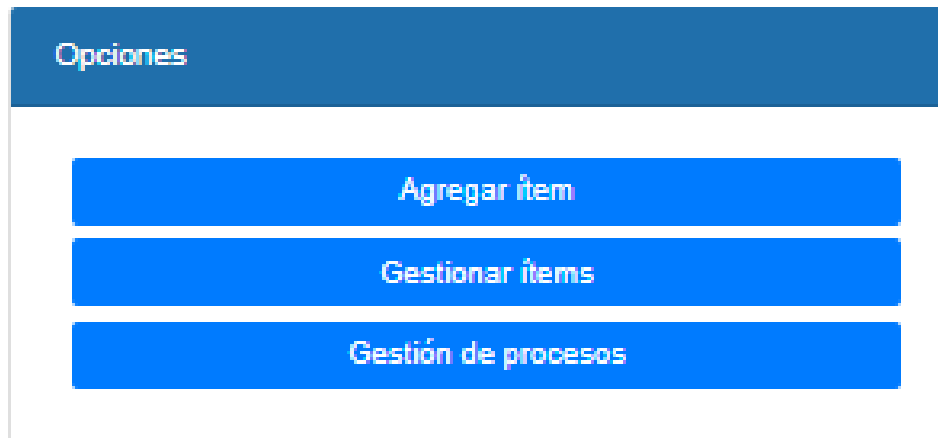 Opciones
Agregar ítem
Gestionar ítems
Gestión de procesos